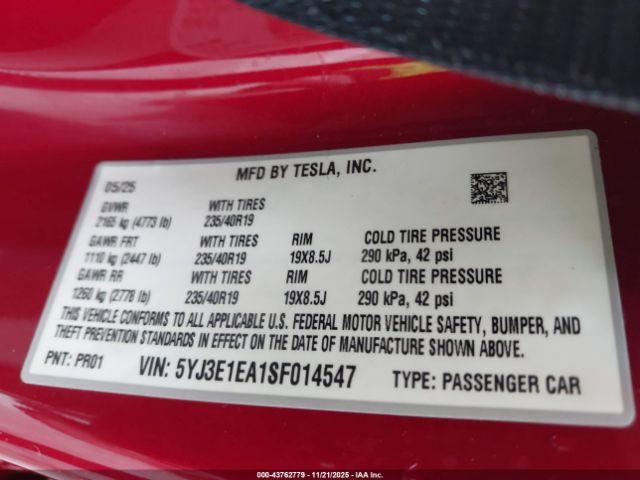 MFD BY TESLA, INC.
05/25
GVWR WITH TIRES
2165 kg (4773 lb) 235/40R19
GAWR FRT WITH TIRES RIM COLD TIRE PRESSURE
1110 kg (2447 lb) 235/40R19 19X8.5J 290 kPa, 42 psi
GAWR RR WITH TIRES RIM COLD TIRE PRESSURE
1260 kg (2778 lb) 235/40R19 19X8.5J 290 kPa, 42 psi
THIS VEHICLE CONFORMS TO ALL APPLICABLE U.S. FEDERAL MOTOR VEHICLE SAFETY, BUMPER, AND
THEFT PREVENTION STANDARDS IN EFFECT ON THE DATE OF MANUFACTURE SHOWN ABOVE.
PNT: PR01 VIN: 5YJ3E1EA1SF014547 TYPE: PASSENGER CAR
000-43762779 — 11/21/2025 — IAA Inc.